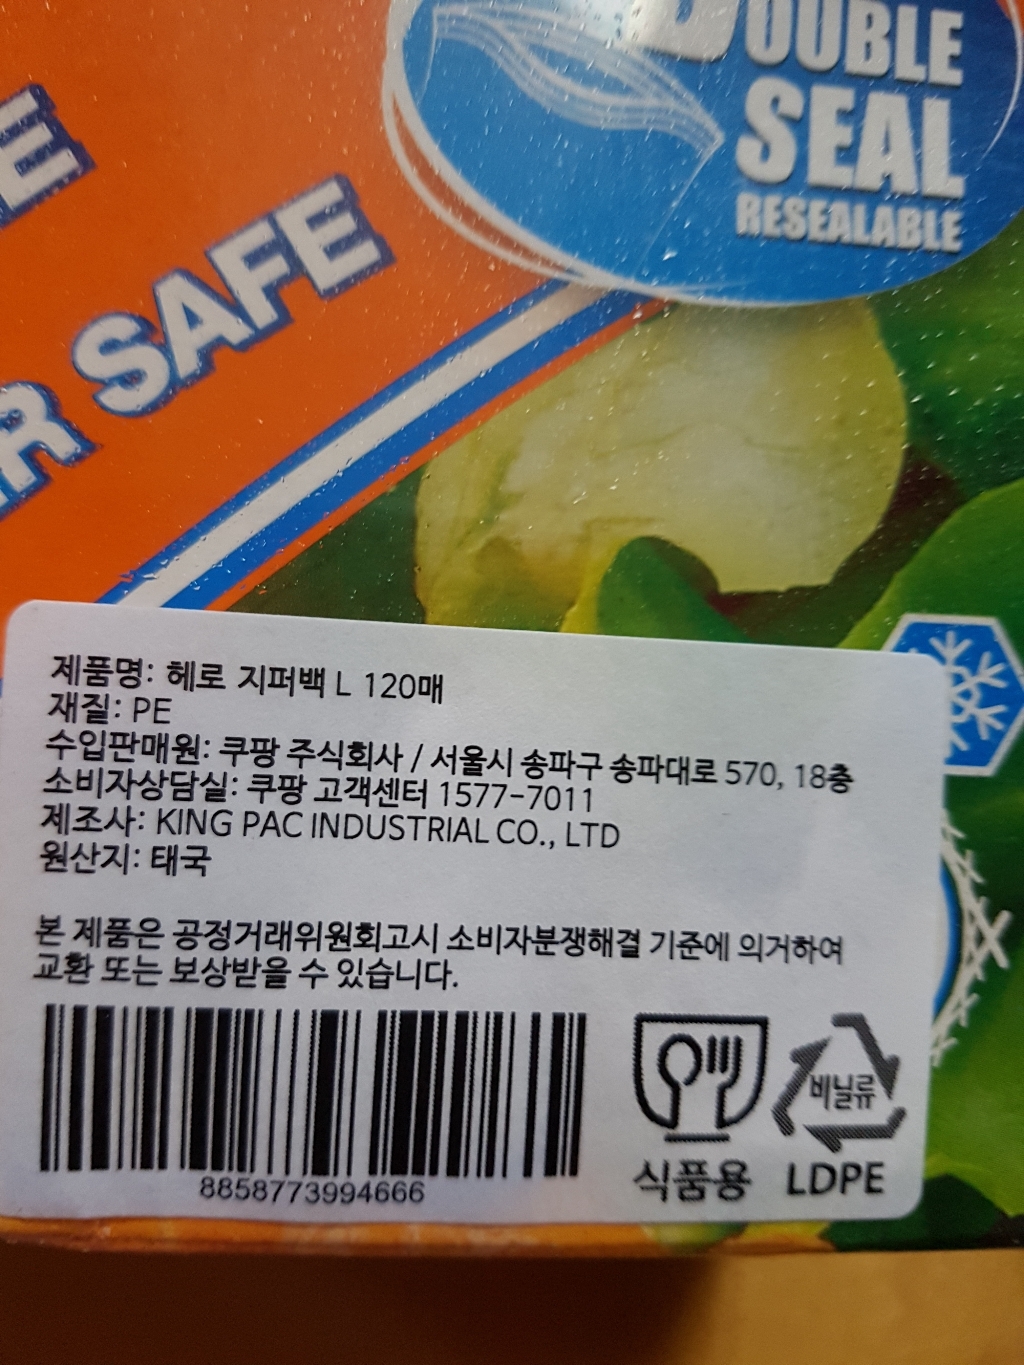 OUBLE
SEAL
RESEALABLE
E
R SAFE
제품명: 헤로 지퍼백 L 120매
재질: PE
수입판매원: 쿠팡 주식회사 / 서울시 송파구 송파대로 570, 18층
소비자상담실: 쿠팡 고객센터 1577-7011
제조사: KING PAC INDUSTRIAL CO., LTD
원산지: 태국
본 제품은 공정거래위원회고시 소비자분쟁해결 기준에 의거하여
교환 또는 보상받을 수 있습니다.
비닐류
8858773994666
식품용
LDPE